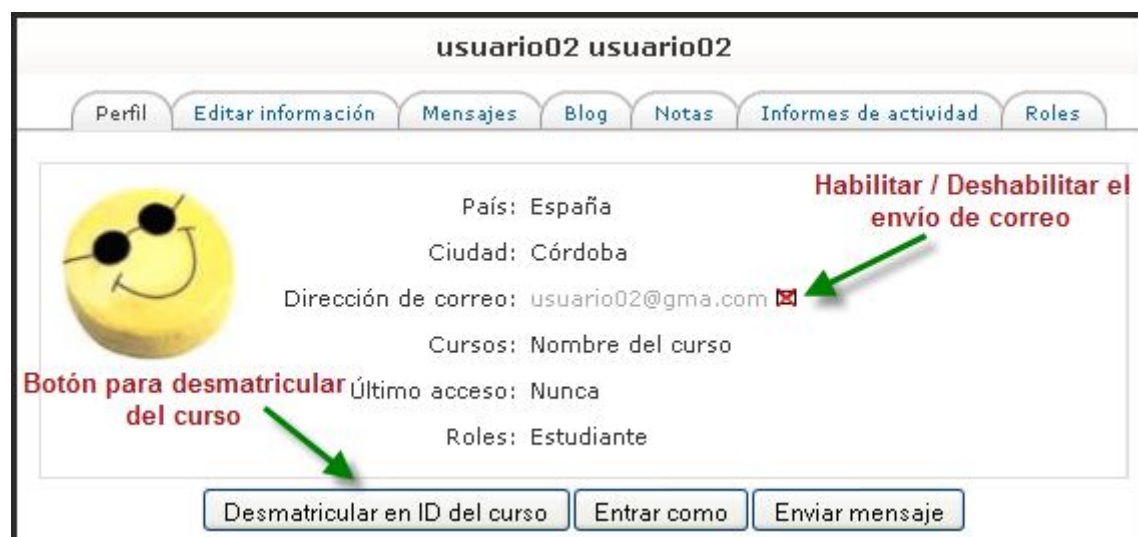 usuario02 usuario02
Perfil Editar información Mensajes Blog Notas Informes de actividad Roles
Habilitar / Deshabilitar el
envío de correo
País: España
Ciudad: Córdoba
Dirección de correo: usuario02@gma.com
Cursos: Nombre del curso
Botón para desmatricular
del curso
Último acceso: Nunca
Roles: Estudiante
Desmatricular en ID del curso Entrar como Enviar mensaje